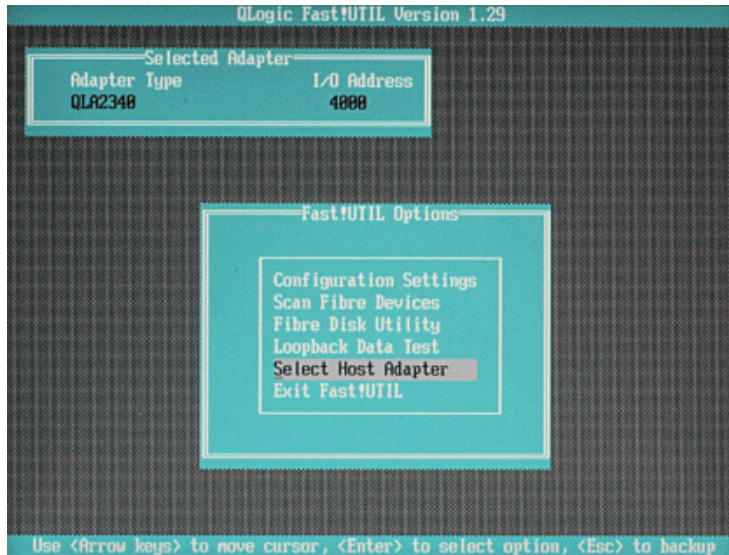 QLogic Fast!UTIL Version 1.29
Selected Adapter
Adapter Type I/O Address
QLA2340 4000
Fast!UTIL Options
Configuration Settings
Scan Fibre Devices
Fibre Disk Utility
Loopback Data Test
Select Host Adapter
Exit Fast!UTIL
Use <Arrow keys> to move cursor, <Enter> to select option, <Esc> to backup